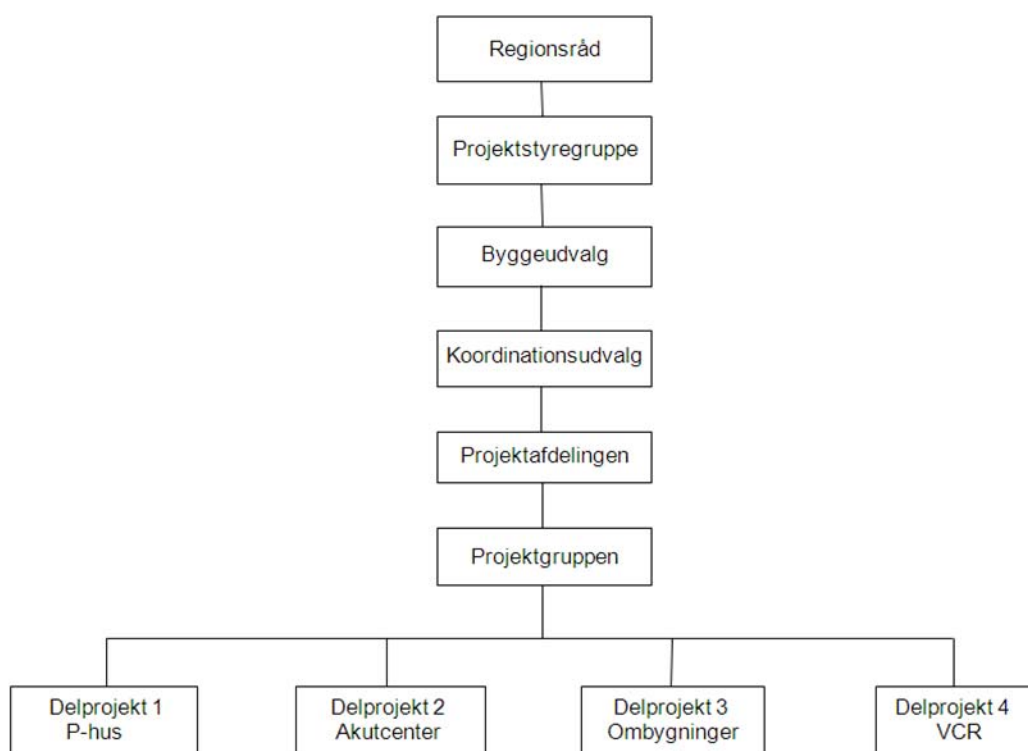 Regionsråd
Projektstyregruppe
Byggeudvalg
Koordinationsudvalg
Projektafdelingen
Projektgruppen
Delprojekt 1
P-hus
Delprojekt 2
Akutcenter
Delprojekt 3
Ombygninger
Delprojekt 4
VCR